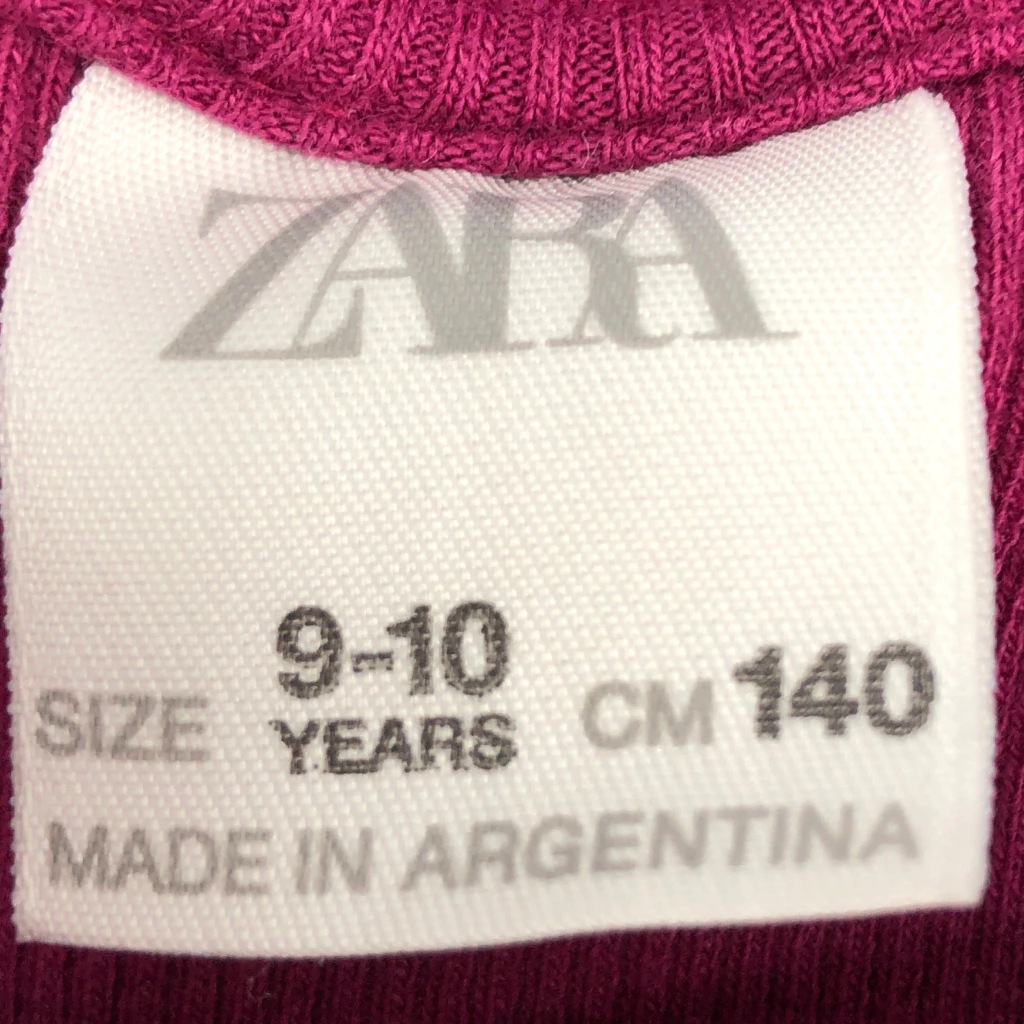 ZARA
SIZE 9-10 YEARS CM 140
MADE IN ARGENTINA